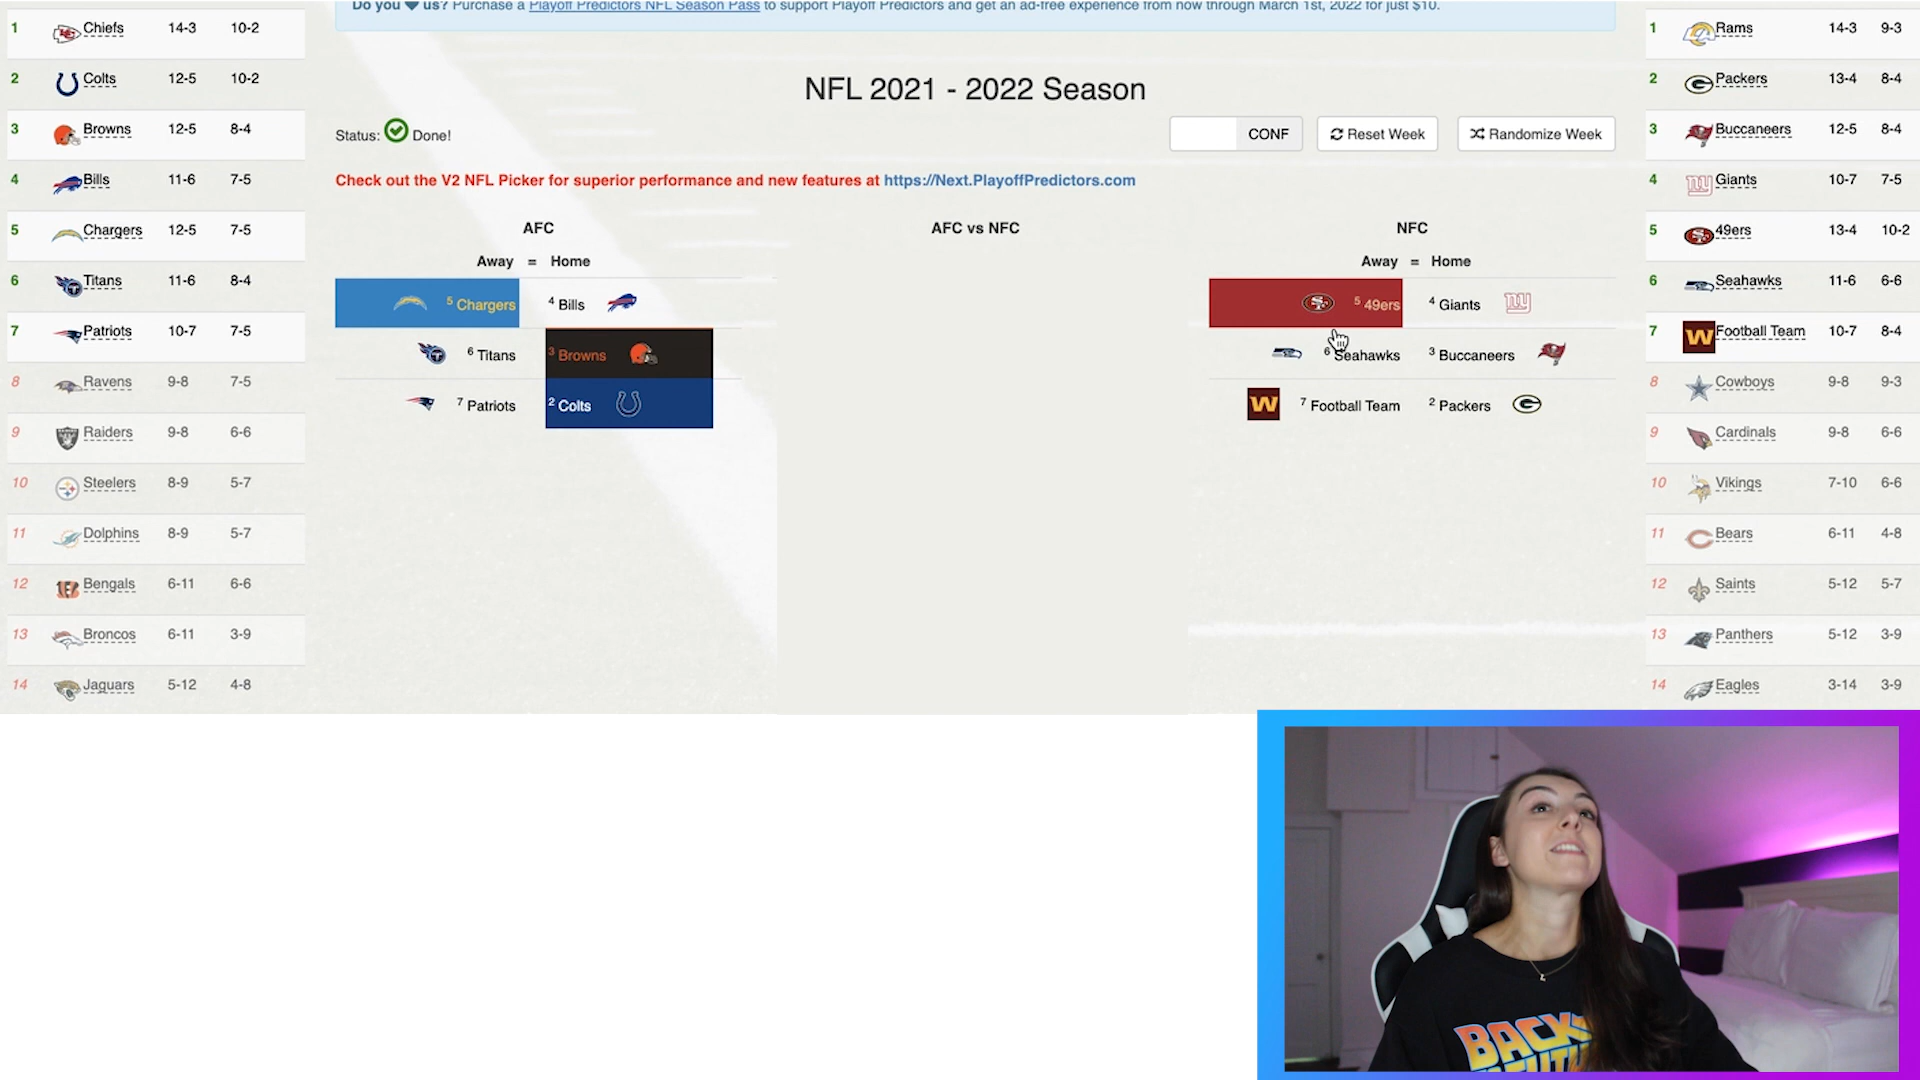 Do you ♥ us? Purchase a Playoff Predictors NFL Season Pass to support Playoff Predictors and get an ad-free experience from now through March 1st, 2022 for just $10.
NFL 2021 - 2022 Season
Status: Done!
CONF
Reset Week
Randomize Week
Check out the V2 NFL Picker for superior performance and new features at https://Next.PlayoffPredictors.com
1 Chiefs 14-3 10-2
2 Colts 12-5 10-2
3 Browns 12-5 8-4
4 Bills 11-6 7-5
5 Chargers 12-5 7-5
6 Titans 11-6 8-4
7 Patriots 10-7 7-5
8 Ravens 9-8 7-5
9 Raiders 9-8 6-6
10 Steelers 8-9 5-7
11 Dolphins 8-9 5-7
12 Bengals 6-11 6-6
13 Broncos 6-11 3-9
14 Jaguars 5-12 4-8
AFC
Away = Home
5 Chargers 4 Bills
6 Titans 3 Browns
7 Patriots 2 Colts
AFC vs NFC
NFC
Away = Home
5 49ers 4 Giants
6 Seahawks 3 Buccaneers
7 Football Team 2 Packers
1 Rams 14-3 9-3
2 Packers 13-4 8-4
3 Buccaneers 12-5 8-4
4 Giants 10-7 7-5
5 49ers 13-4 10-2
6 Seahawks 11-6 6-6
7 Football Team 10-7 8-4
8 Cowboys 9-8 9-3
9 Cardinals 9-8 6-6
10 Vikings 7-10 6-6
11 Bears 6-11 4-8
12 Saints 5-12 5-7
13 Panthers 5-12 3-9
14 Eagles 3-14 3-9
BACK